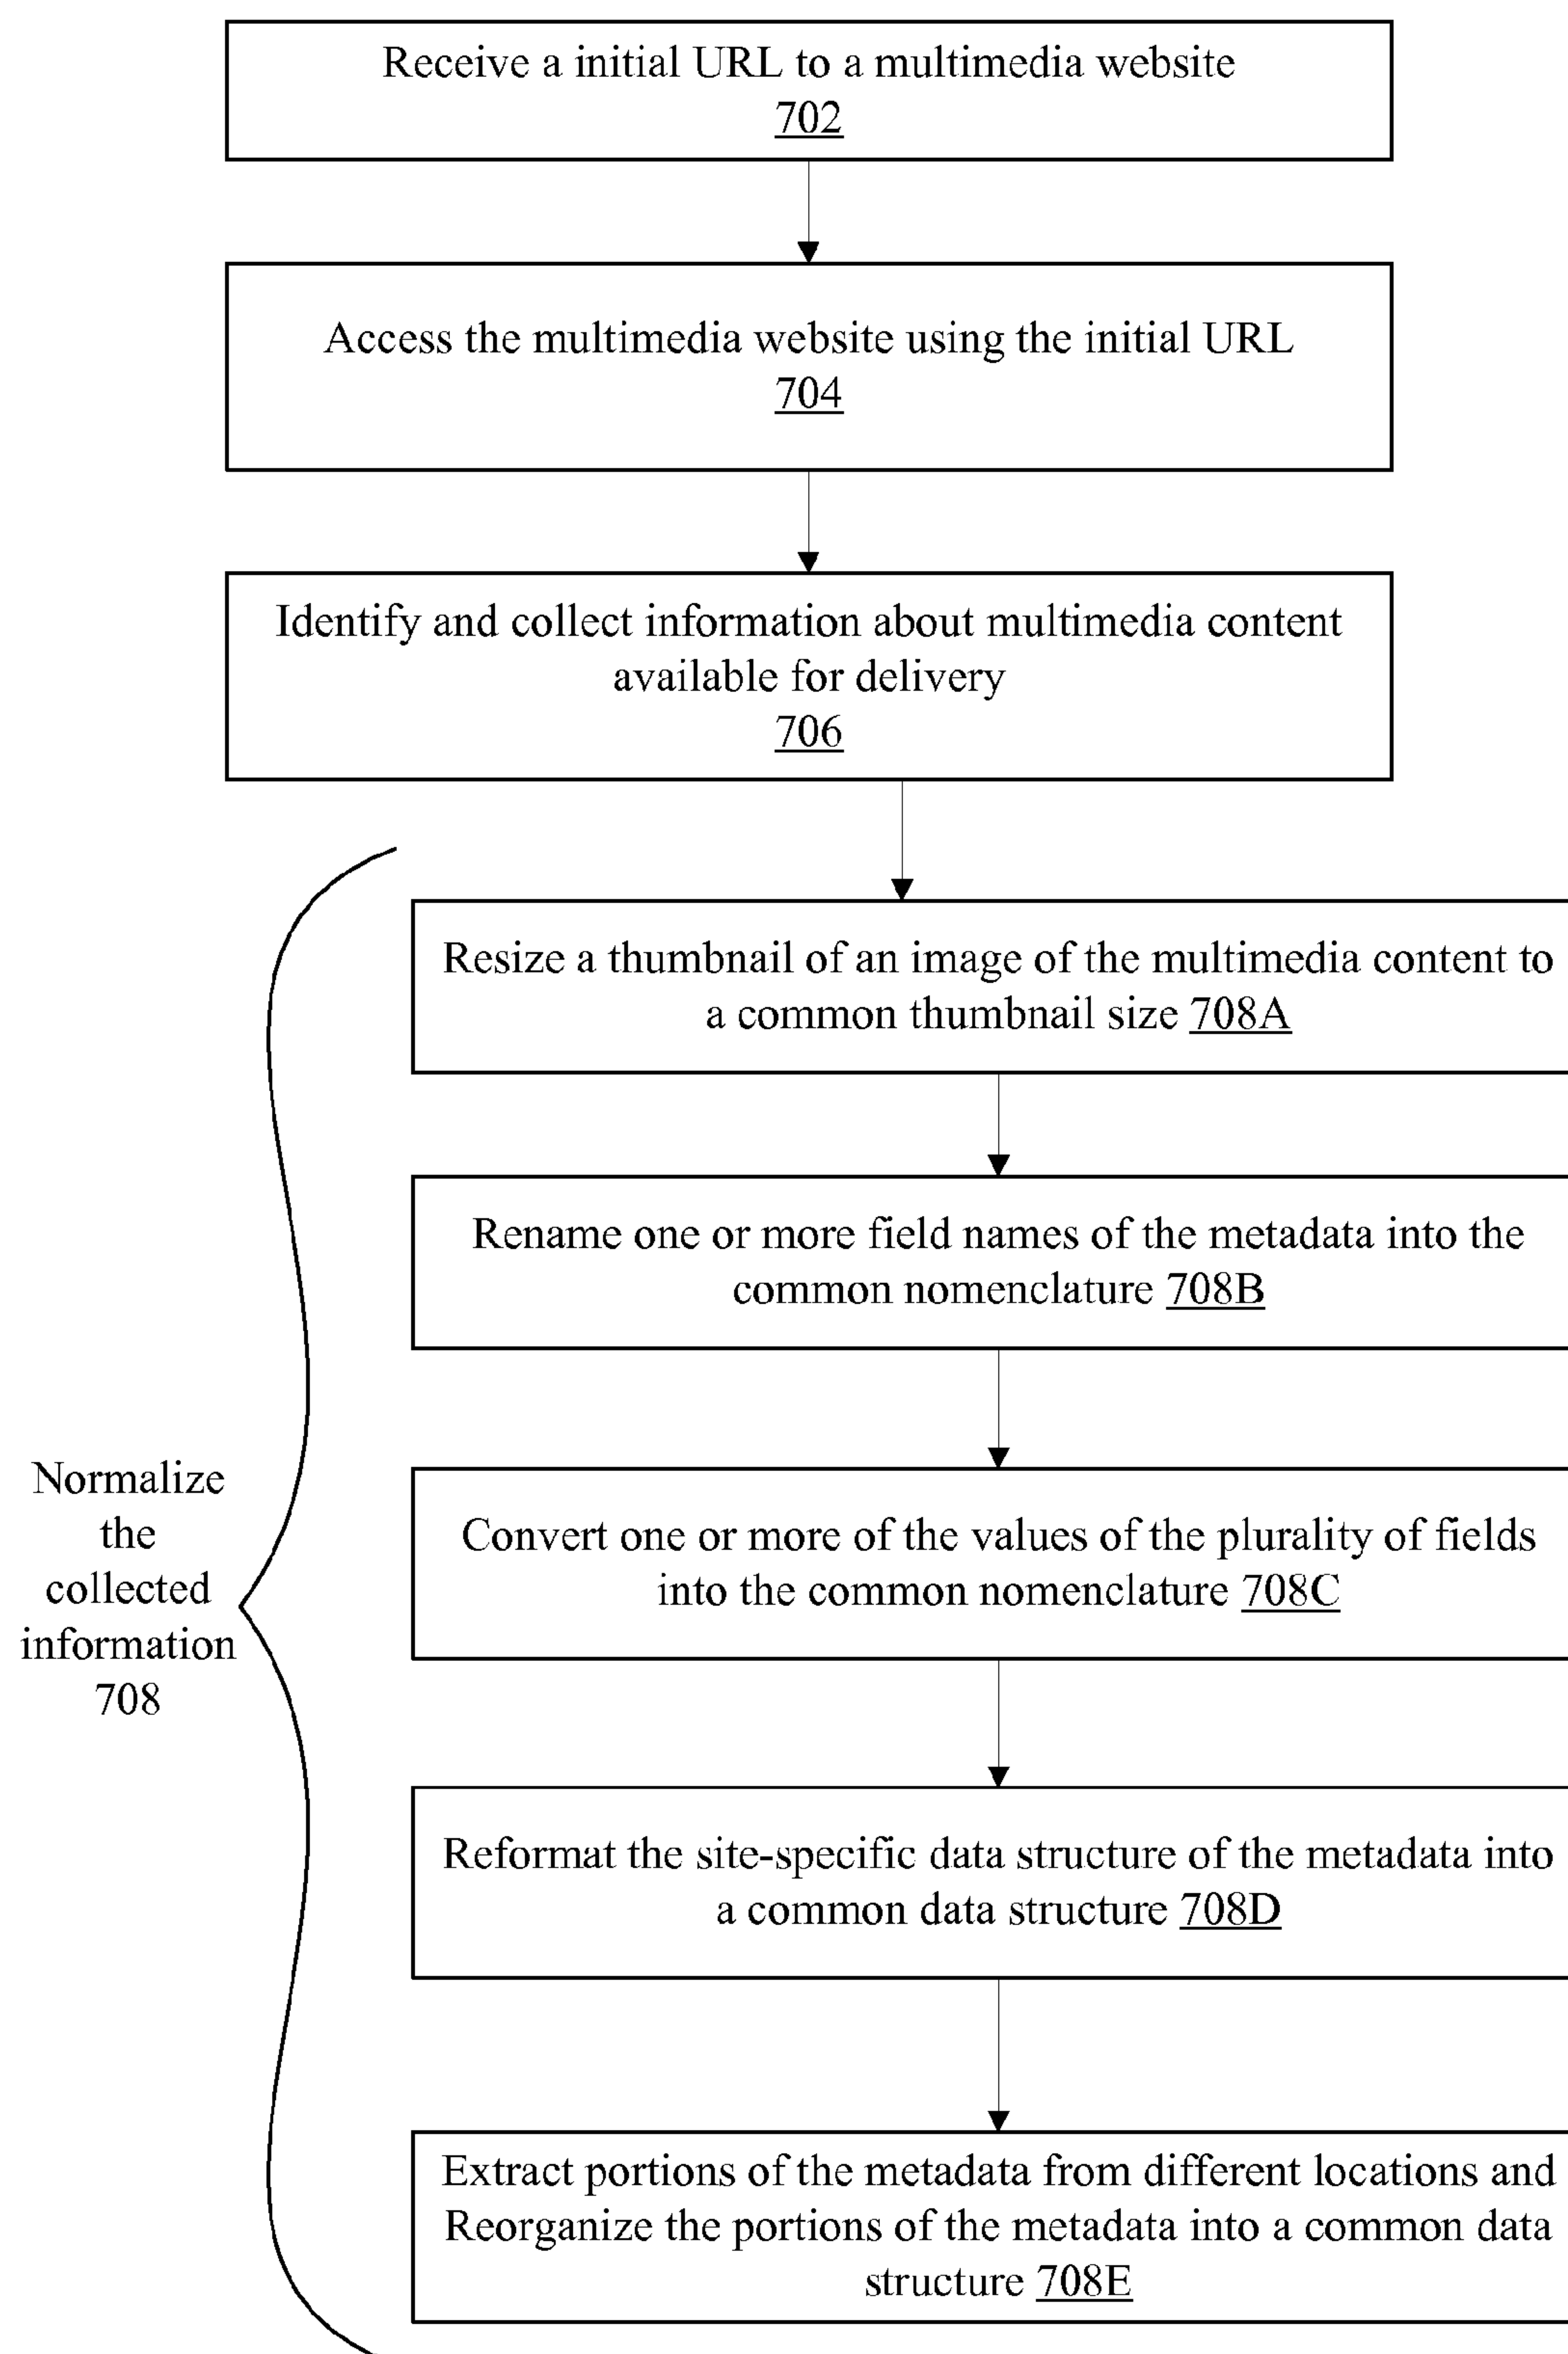 Receive a initial URL to a multimedia website
702
Access the multimedia website using the initial URL
704
Identify and collect information about multimedia content
available for delivery
706
Resize a thumbnail of an image of the multimedia content to
a common thumbnail size 708A
Rename one or more field names of the metadata into the
common nomenclature 708B
Normalize
the
collected
information
708
Convert one or more of the values of the plurality of fields
into the common nomenclature 708C
Reformat the site-specific data structure of the metadata into
a common data structure 708D
Extract portions of the metadata from different locations and
Reorganize the portions of the metadata into a common data
structure 708E